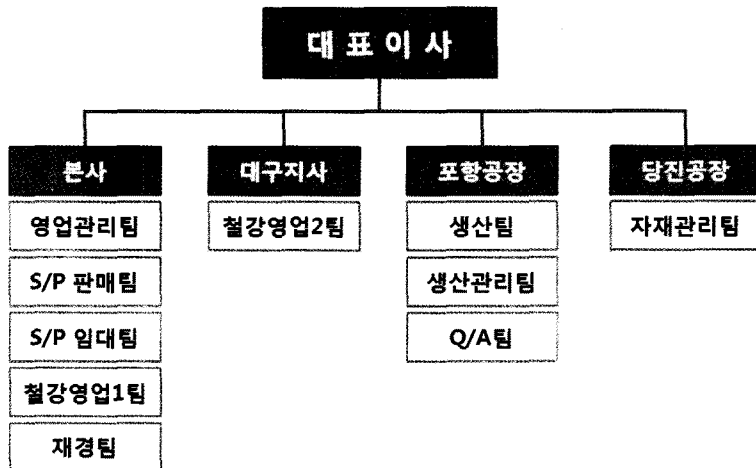 대표이사
본사
영업관리팀
S/P 판매팀
S/P 임대팀
철강영업1팀
재경팀
대구지사
철강영업2팀
포항공장
생산팀
생산관리팀
Q/A팀
당진공장
자재관리팀